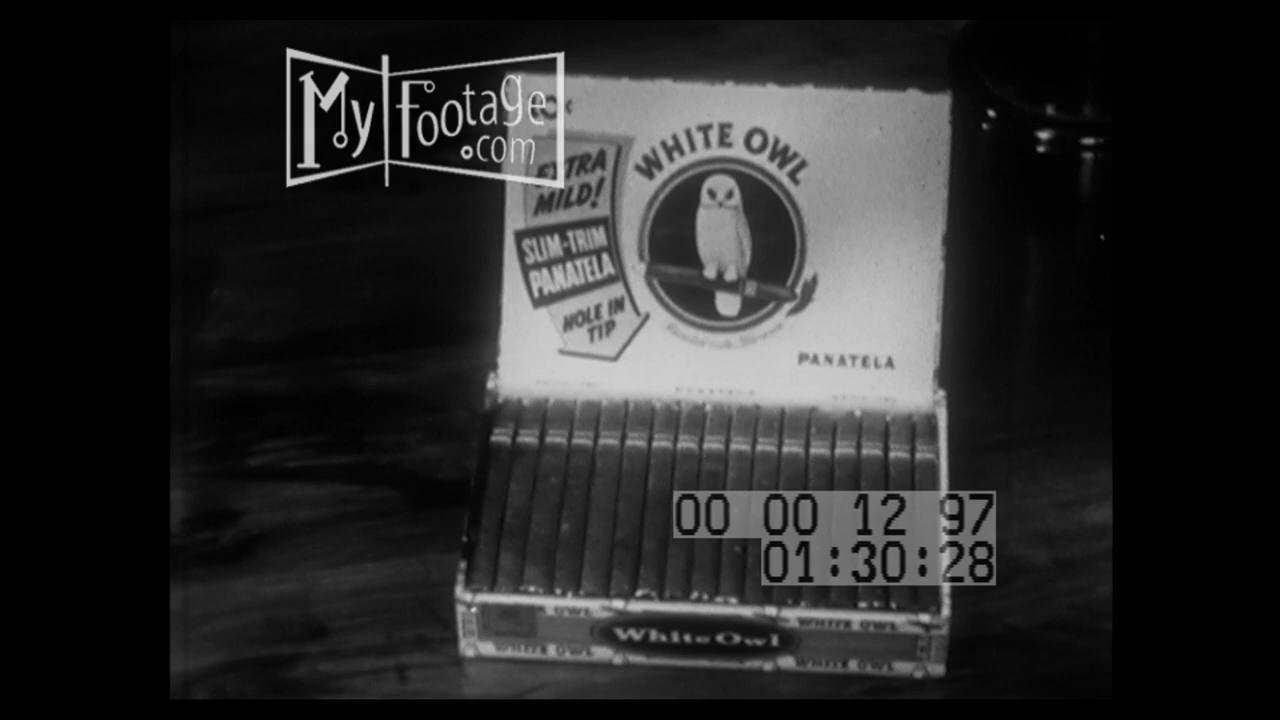 My Footage
.com
WHITE OWL
EXTRA
MILD!
SLIM-TRIM
PANATELA
HOLE IN
TIP
PANATELA
00 00 12 97
01:30:28
OWL
WHITE OWL
White Owl
WHITE OWL
WHITE OWL